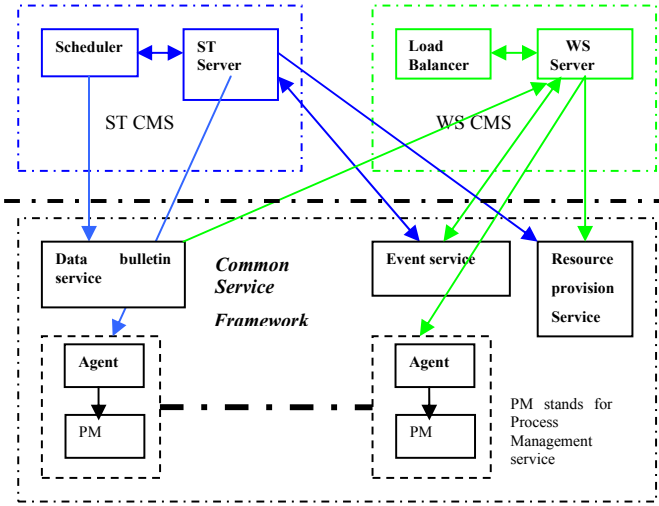 Scheduler
ST
Server
ST CMS
Load
Balancer
WS
Server
WS CMS
Data bulletin
service
Common
Service
Framework
Event service
Resource
provision
Service
Agent
PM
Agent
PM
PM stands for
Process
Management
service